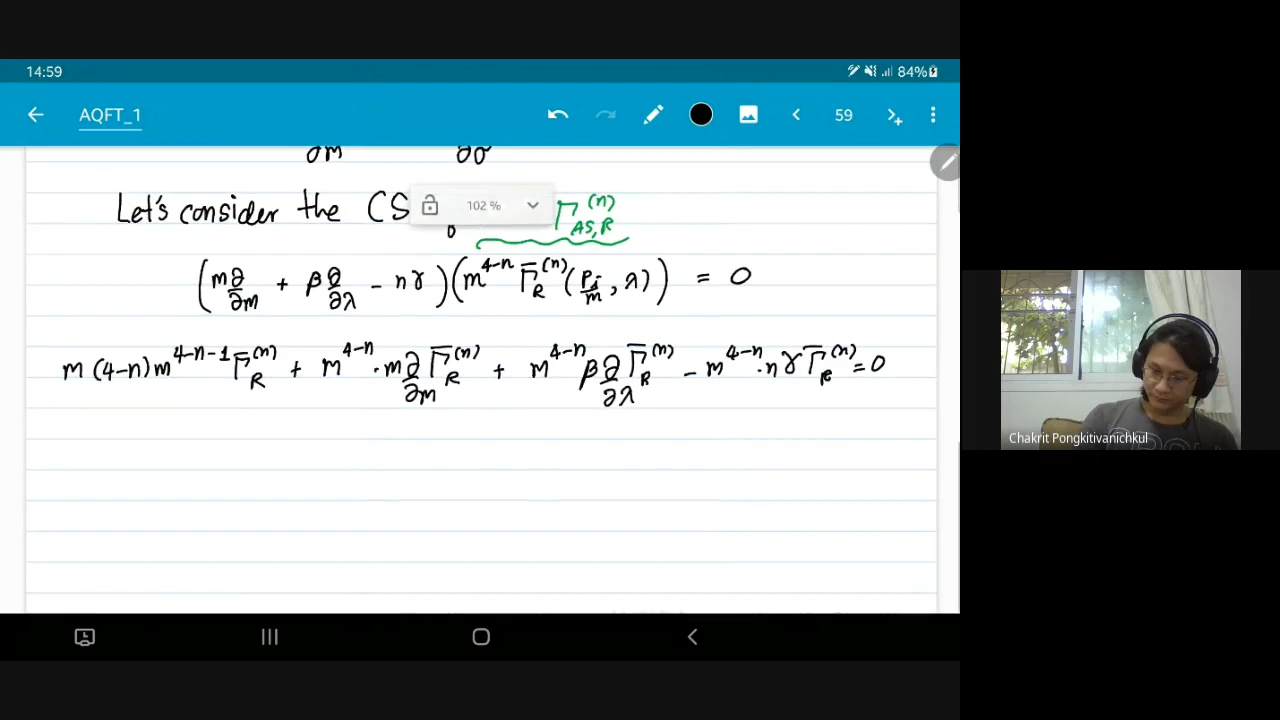 14:59 84%
AQFT_1 59
∂m ∂σ
Let's consider the CS Γ^(n)_AS,R
102 %
(m ∂/∂m + β ∂/∂λ - nγ)(m^{4-n} Γ̄_R^(n) (p_i/m, λ)) = 0
m (4-n) m^{4-n-1} Γ̄_R^(n) + m^{4-n} · m ∂/∂m Γ̄_R^(n) + m^{4-n} β ∂/∂λ Γ̄_R^(n) - m^{4-n} · nγ Γ̄_R^(n) = 0
Chakrit Pongkitivanichkul